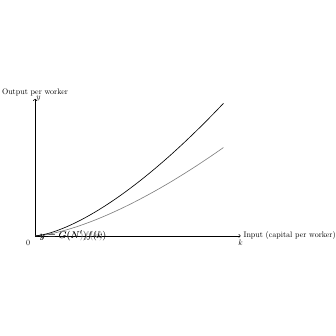 Output per worker
y
y = G(N*)f(k)
0
Input (capital per worker)
k